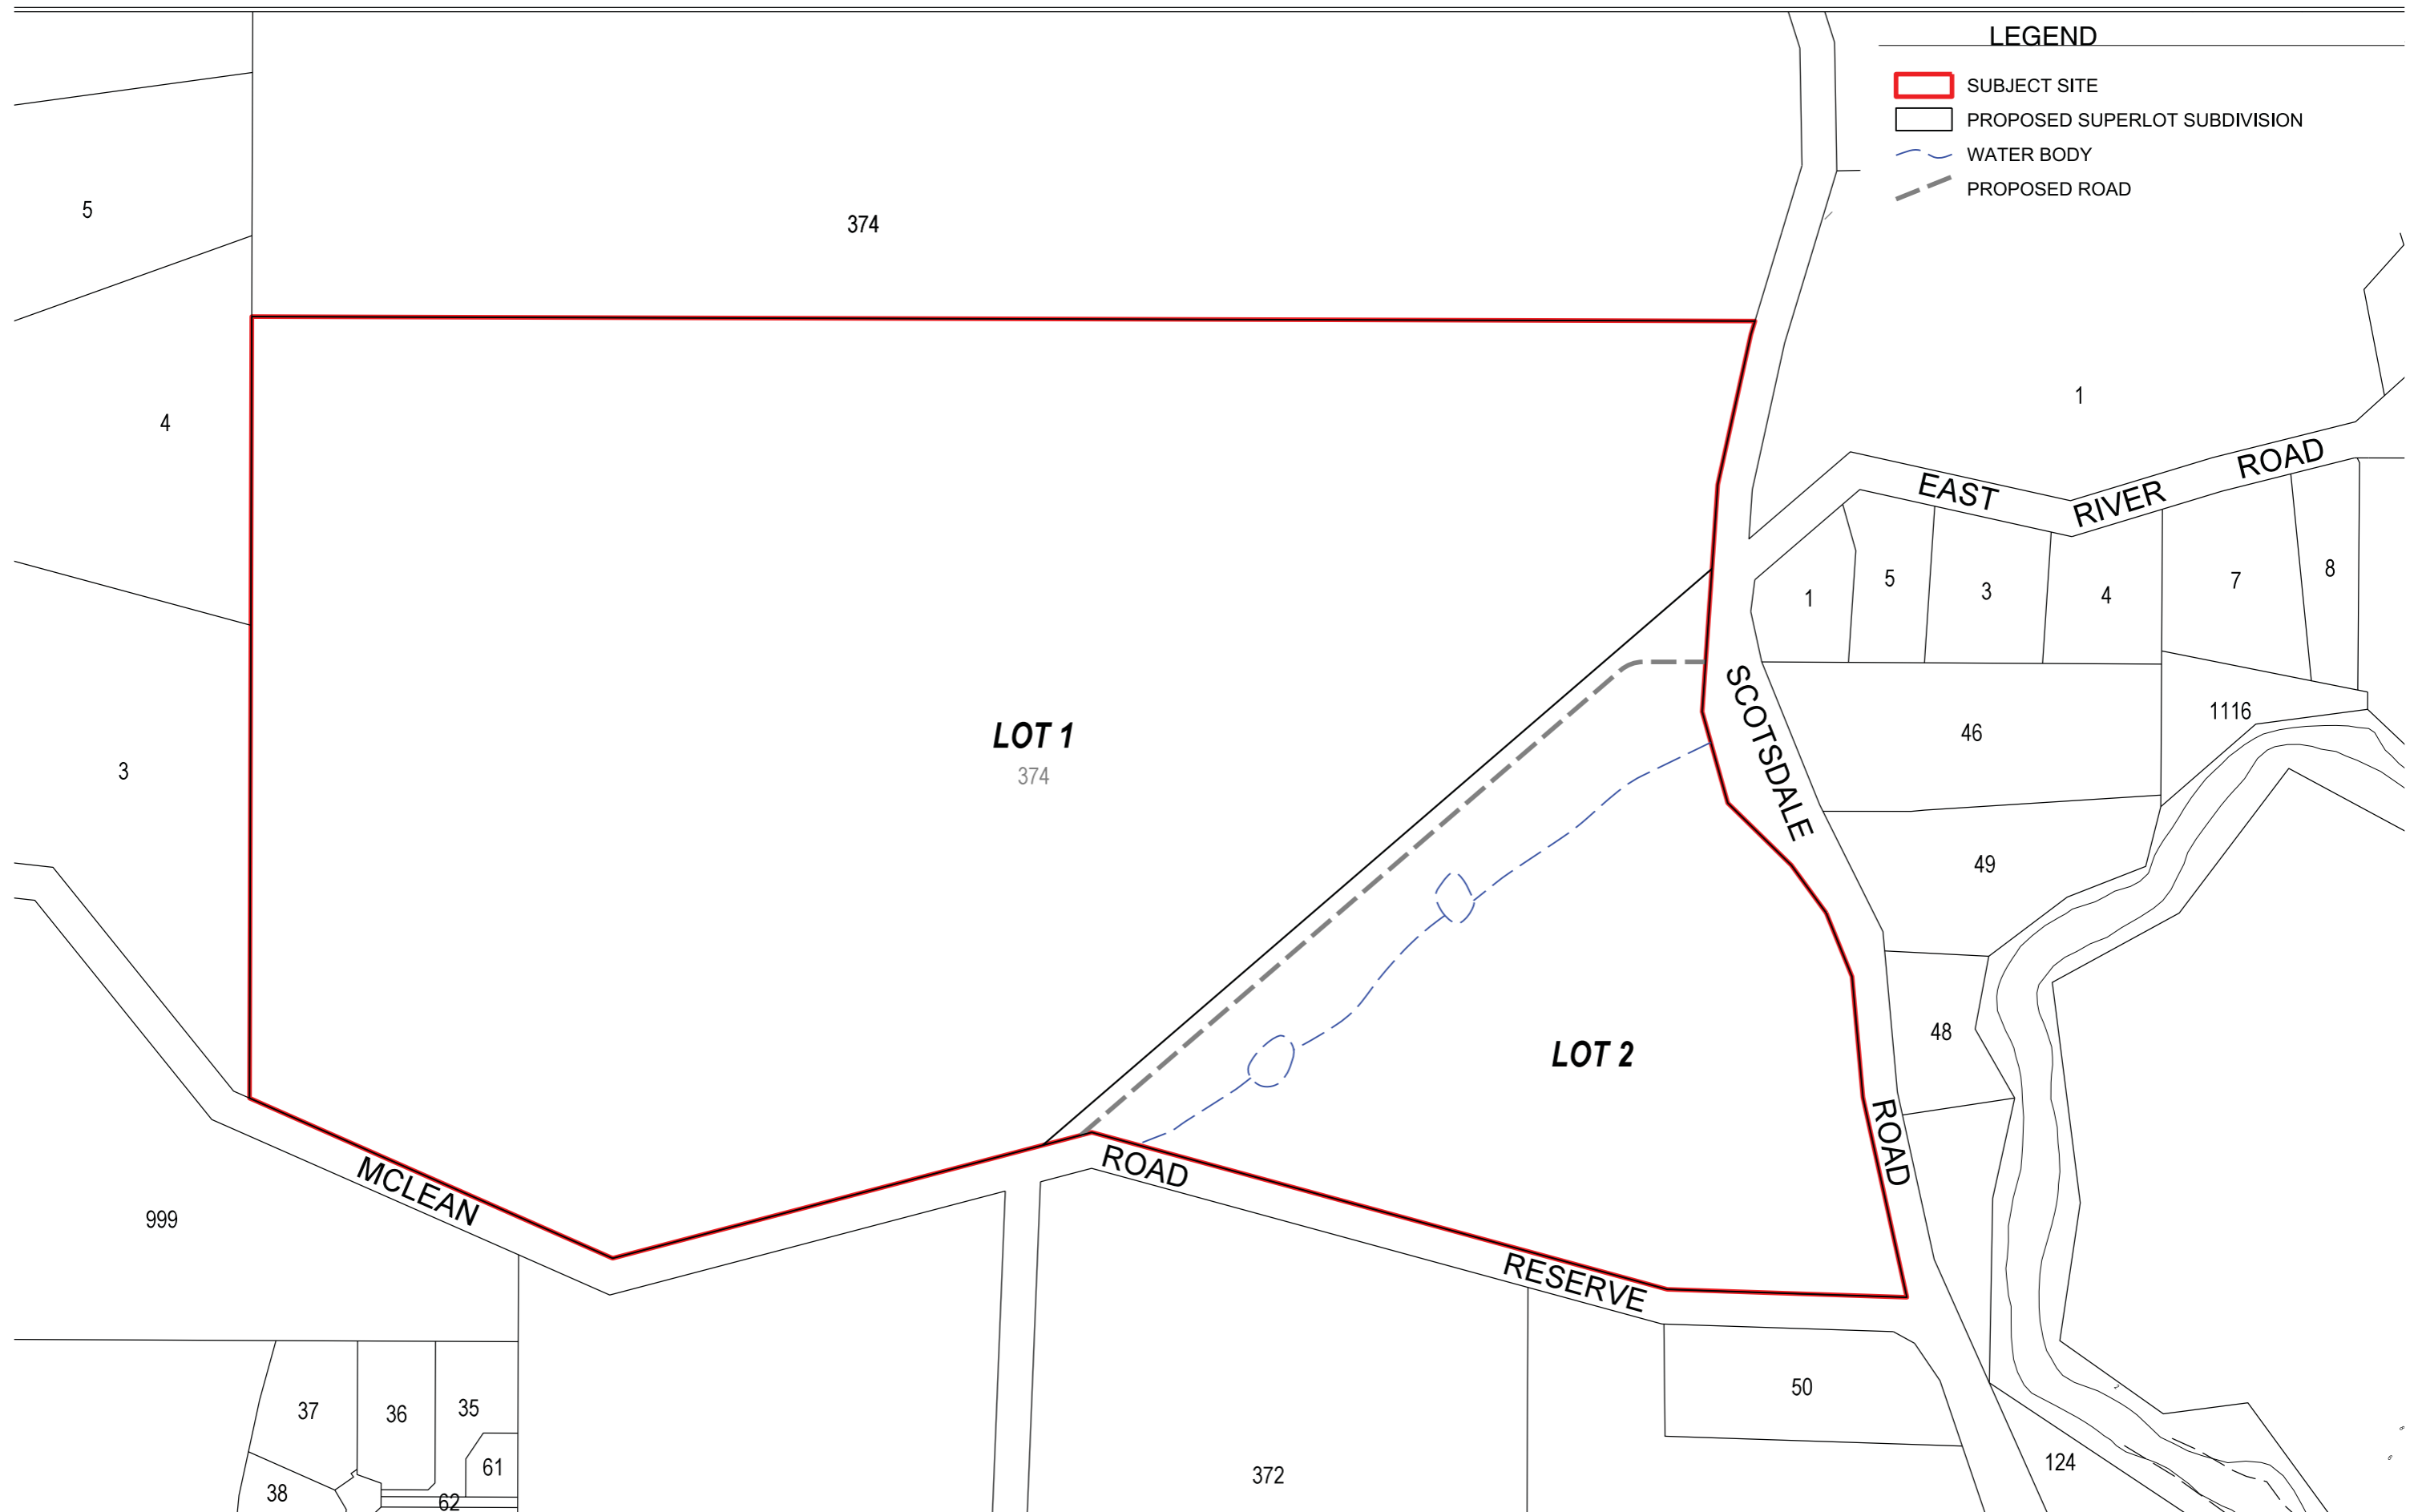 LEGEND
SUBJECT SITE
PROPOSED SUPERLOT SUBDIVISION
WATER BODY
PROPOSED ROAD
5
374
4
1
EAST
RIVER
ROAD
1
5
3
4
7
8
LOT 1
374
3
SCOTSDALE
46
1116
49
LOT 2
48
ROAD
MCLEAN
ROAD
RESERVE
999
37
36
35
50
61
38
62
372
124